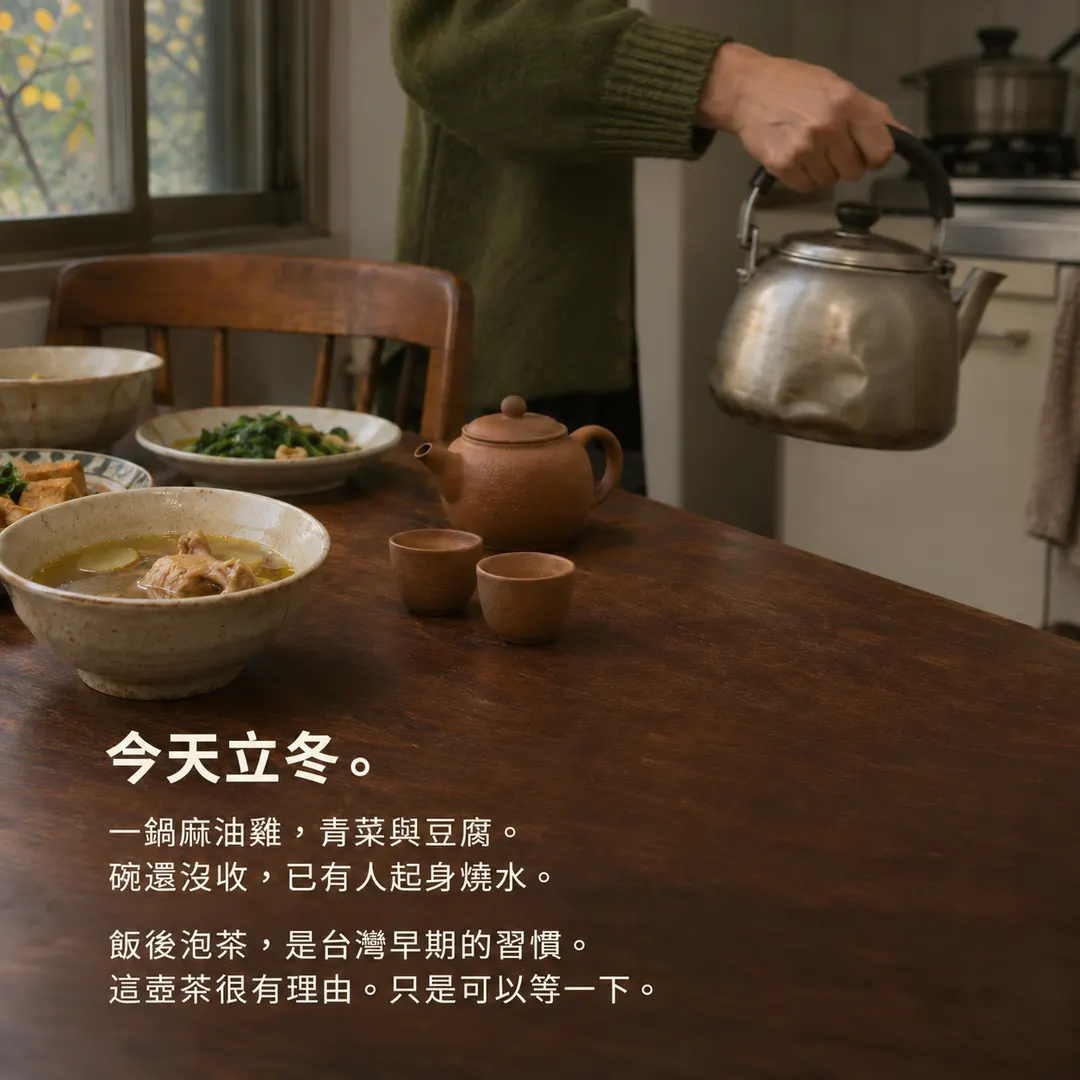 今天立冬。
一鍋麻油雞，青菜與豆腐。
碗還沒收，已有人起身燒水。
飯後泡茶，是台灣早期的習慣。
這壺茶很有理由。只是可以等一下。